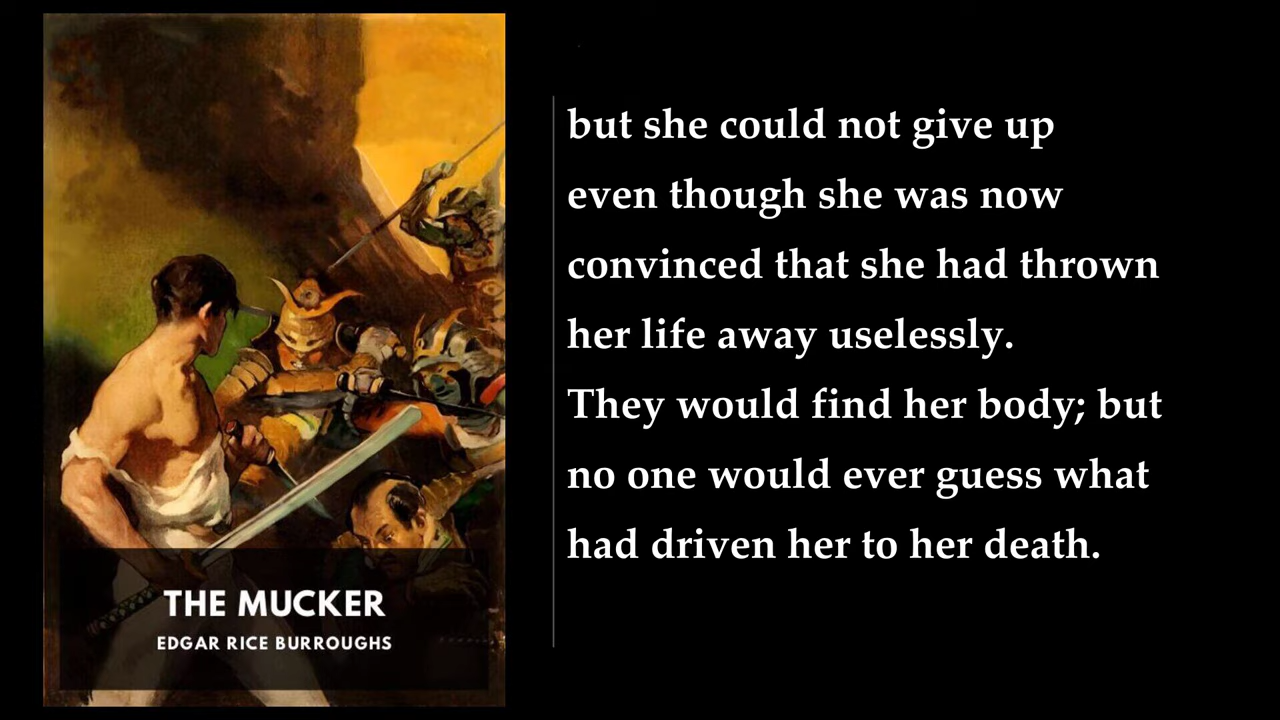 THE MUCKER
EDGAR RICE BURROUGHS
but she could not give up
even though she was now
convinced that she had thrown
her life away uselessly.
They would find her body; but
no one would ever guess what
had driven her to her death.